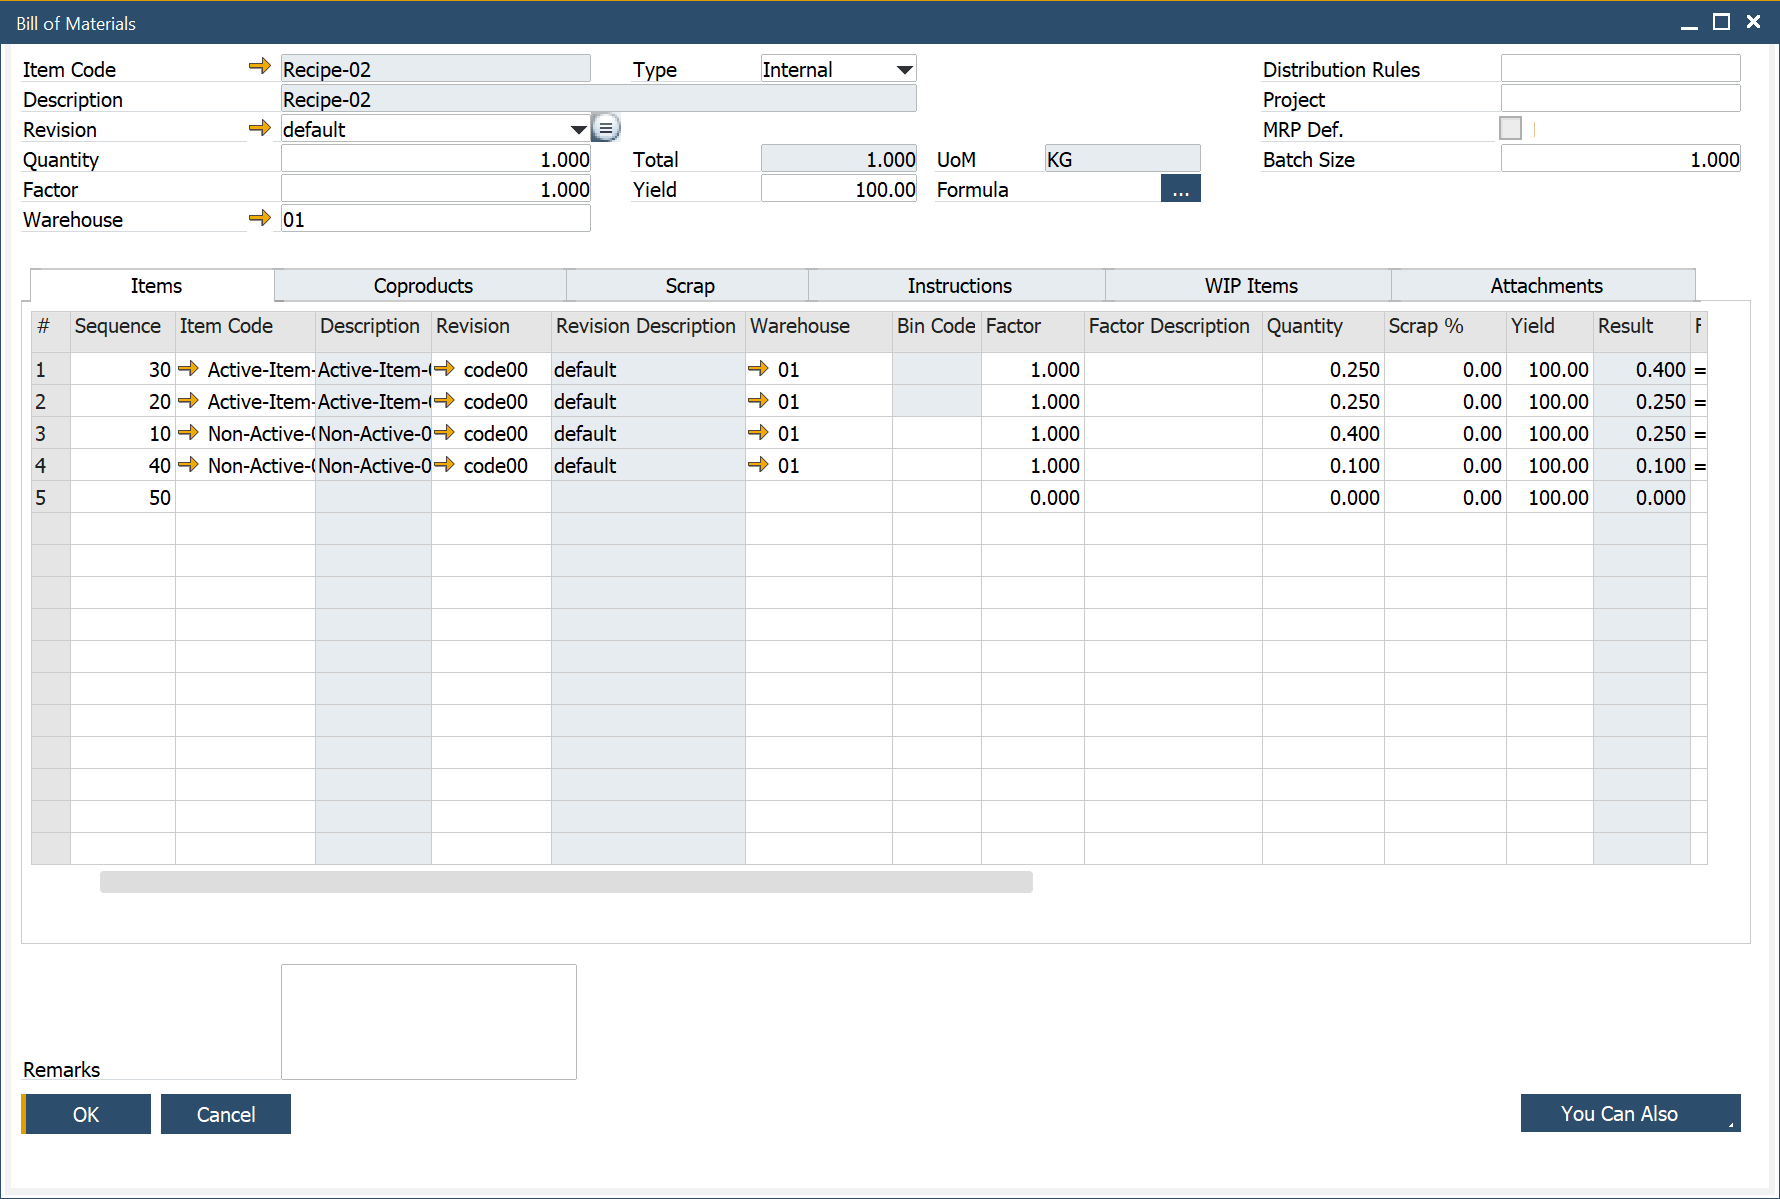 Bill of Materials
Item Code Recipe-02 Type Internal Distribution Rules
Description Recipe-02 Project
Revision default MRP Def.
Quantity 1.000 Total 1.000 UoM KG Batch Size 1.000
Factor 1.000 Yield 100.00 Formula ...
Warehouse 01
Items Coproducts Scrap Instructions WIP Items Attachments
# Sequence Item Code Description Revision Revision Description Warehouse Bin Code Factor Factor Description Quantity Scrap % Yield Result
1 30 Active-Item- Active-Item- code00 default 01 1.000 0.250 0.00 100.00 0.400 =
2 20 Active-Item- Active-Item- code00 default 01 1.000 0.250 0.00 100.00 0.250 =
3 10 Non-Active- Non-Active-0 code00 default 01 1.000 0.400 0.00 100.00 0.250 =
4 40 Non-Active- Non-Active-0 code00 default 01 1.000 0.100 0.00 100.00 0.100 =
5 50 0.000 0.000 0.00 100.00 0.000
Remarks
OK Cancel You Can Also